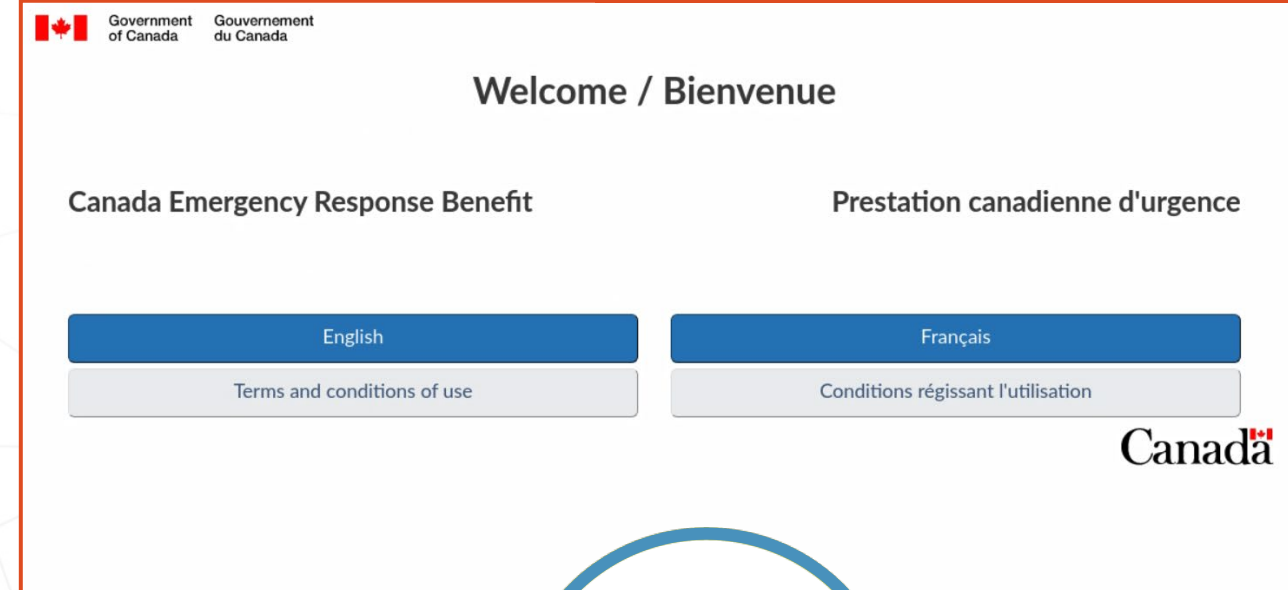 Government Gouvernement
of Canada du Canada
Welcome / Bienvenue
Canada Emergency Response Benefit
Prestation canadienne d'urgence
English
Français
Terms and conditions of use
Conditions régissant l'utilisation
Canada